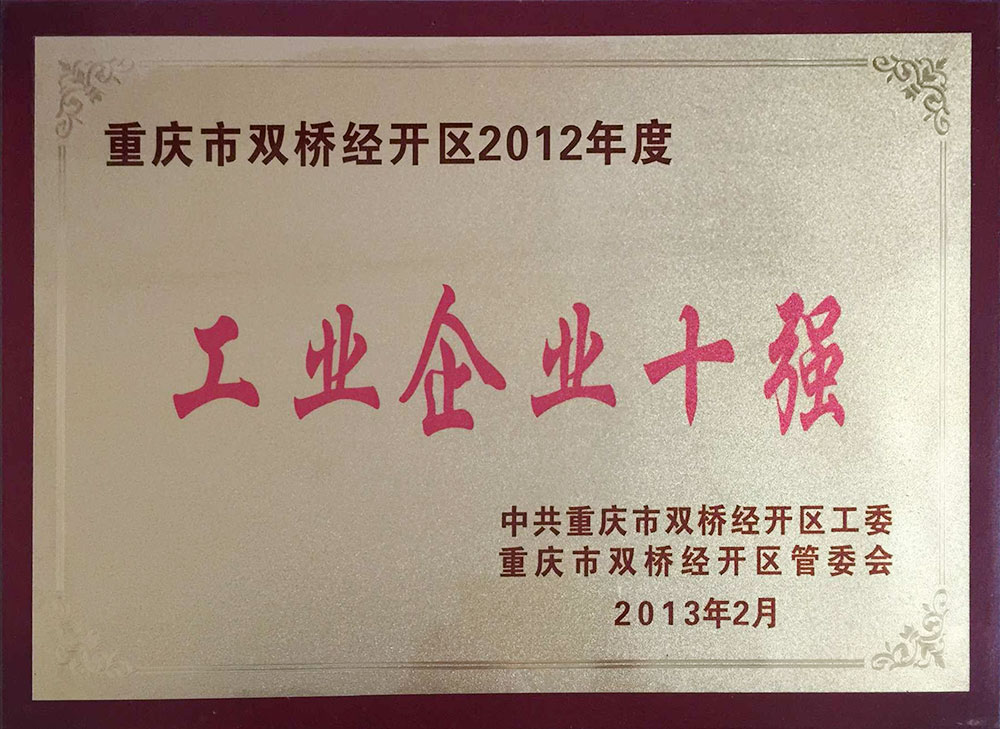 重庆市双桥经开区2012年度
工业企业十强
中共重庆市双桥经开区工委
重庆市双桥经开区管委会
2013年2月